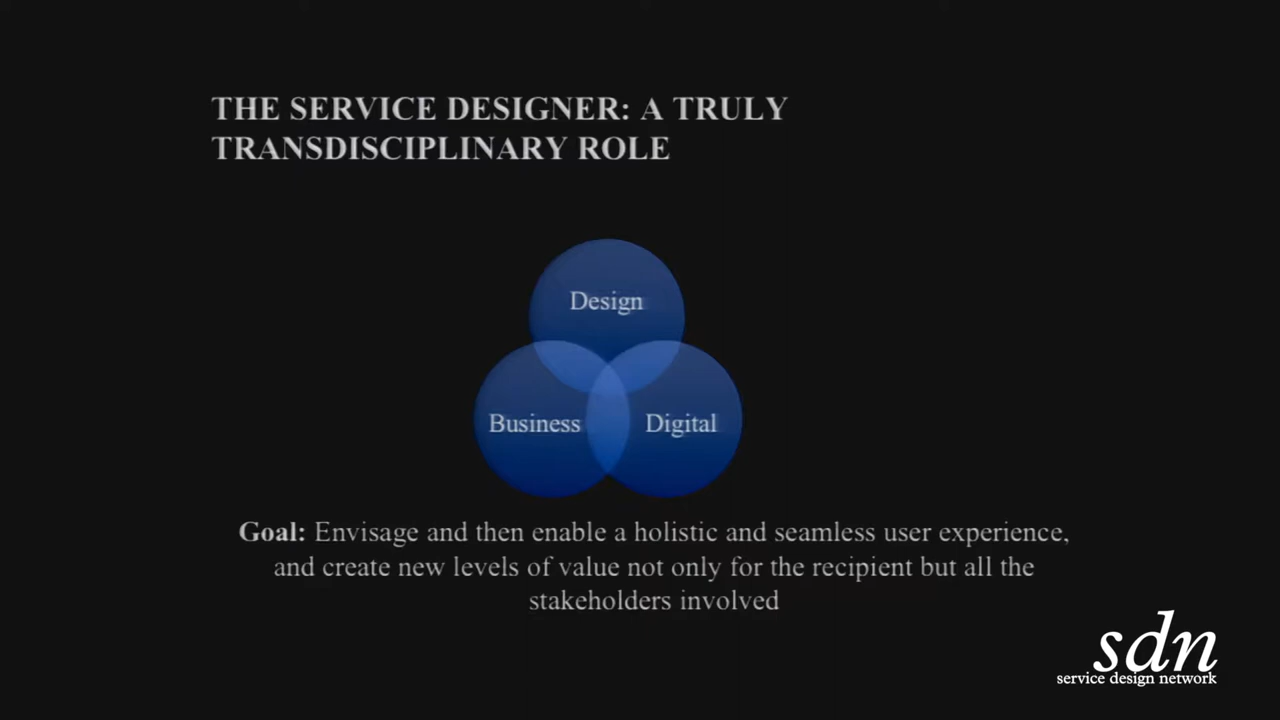 THE SERVICE DESIGNER: A TRULY
TRANSDISCIPLINARY ROLE
Design
Business
Digital
Goal: Envisage and then enable a holistic and seamless user experience,
and create new levels of value not only for the recipient but all the
stakeholders involved
sdn
service design network